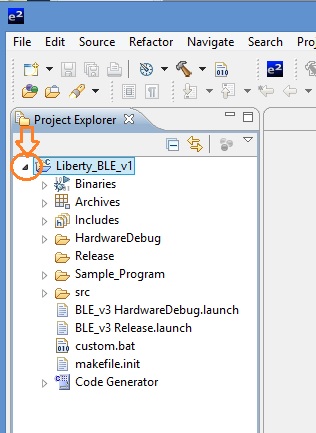 e²
File Edit Source Refactor Navigate Search
010
e²
Project Explorer
Liberty_BLE_v1
Binaries
Archives
Includes
HardwareDebug
Release
Sample_Program
src
BLE_v3 HardwareDebug.launch
BLE_v3 Release.launch
custom.bat
makefile.init
Code Generator